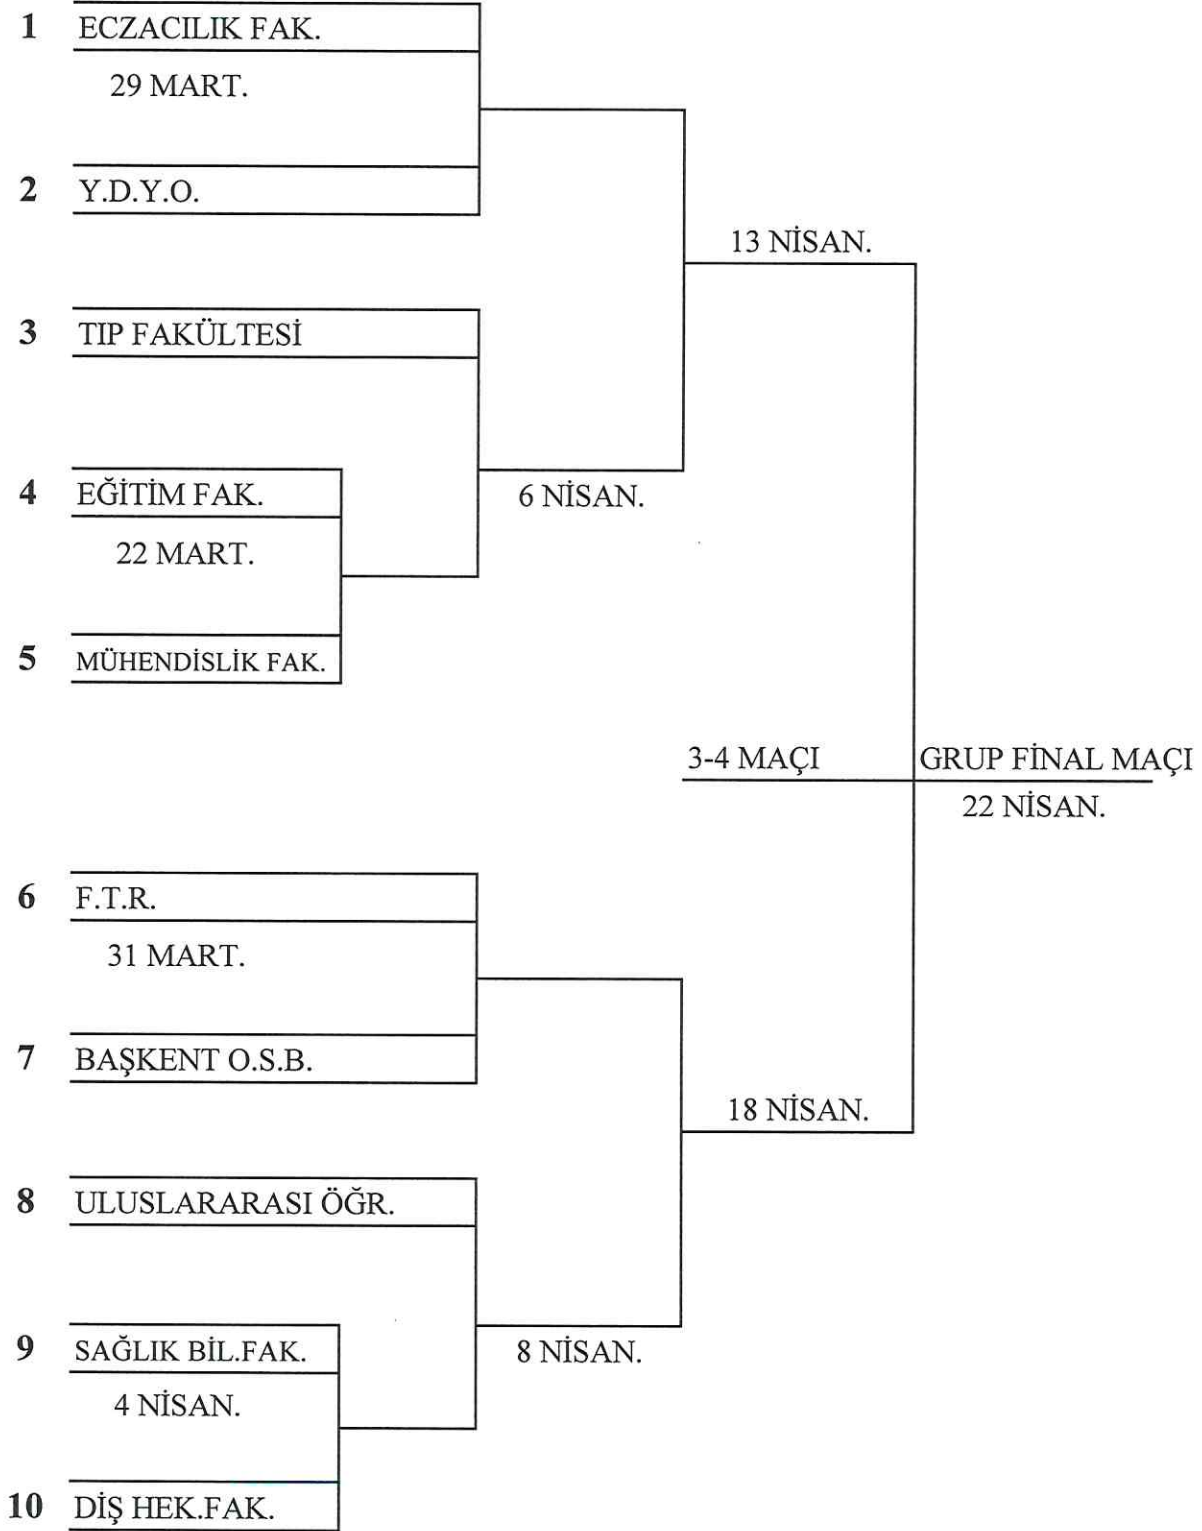 1 ECZACILIK FAK.
29 MART.
2 Y.D.Y.O.
13 NİSAN.
3 TIP FAKÜLTESİ
4 EĞİTİM FAK.
6 NİSAN.
22 MART.
5 MÜHENDİSLİK FAK.
3-4 MAÇI GRUP FİNAL MAÇI
22 NİSAN.
6 F.T.R.
31 MART.
7 BAŞKENT O.S.B.
18 NİSAN.
8 ULUSLARARASI ÖĞR.
9 SAĞLIK BİL.FAK.
8 NİSAN.
4 NİSAN.
10 DİŞ HEK.FAK.